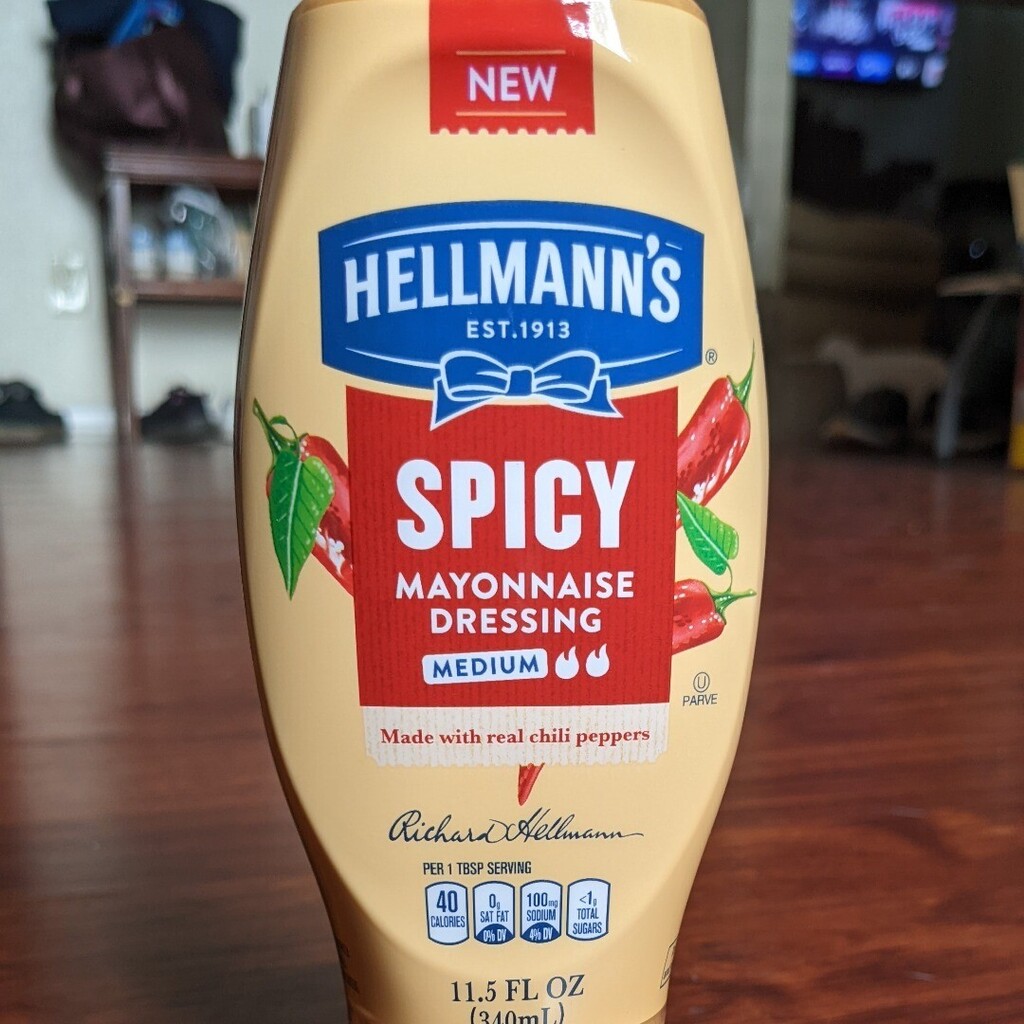 NEW
HELLMANN'S
EST.1913
®
SPICY
MAYONNAISE
DRESSING
MEDIUM
U
PARVE
Made with real chili peppers
Richard Hellmann
PER 1 TBSP SERVING
40
CALORIES
0g
SAT FAT
0% DV
100mg
SODIUM
4% DV
<1g
TOTAL
SUGARS
11.5 FL OZ
(340mL)